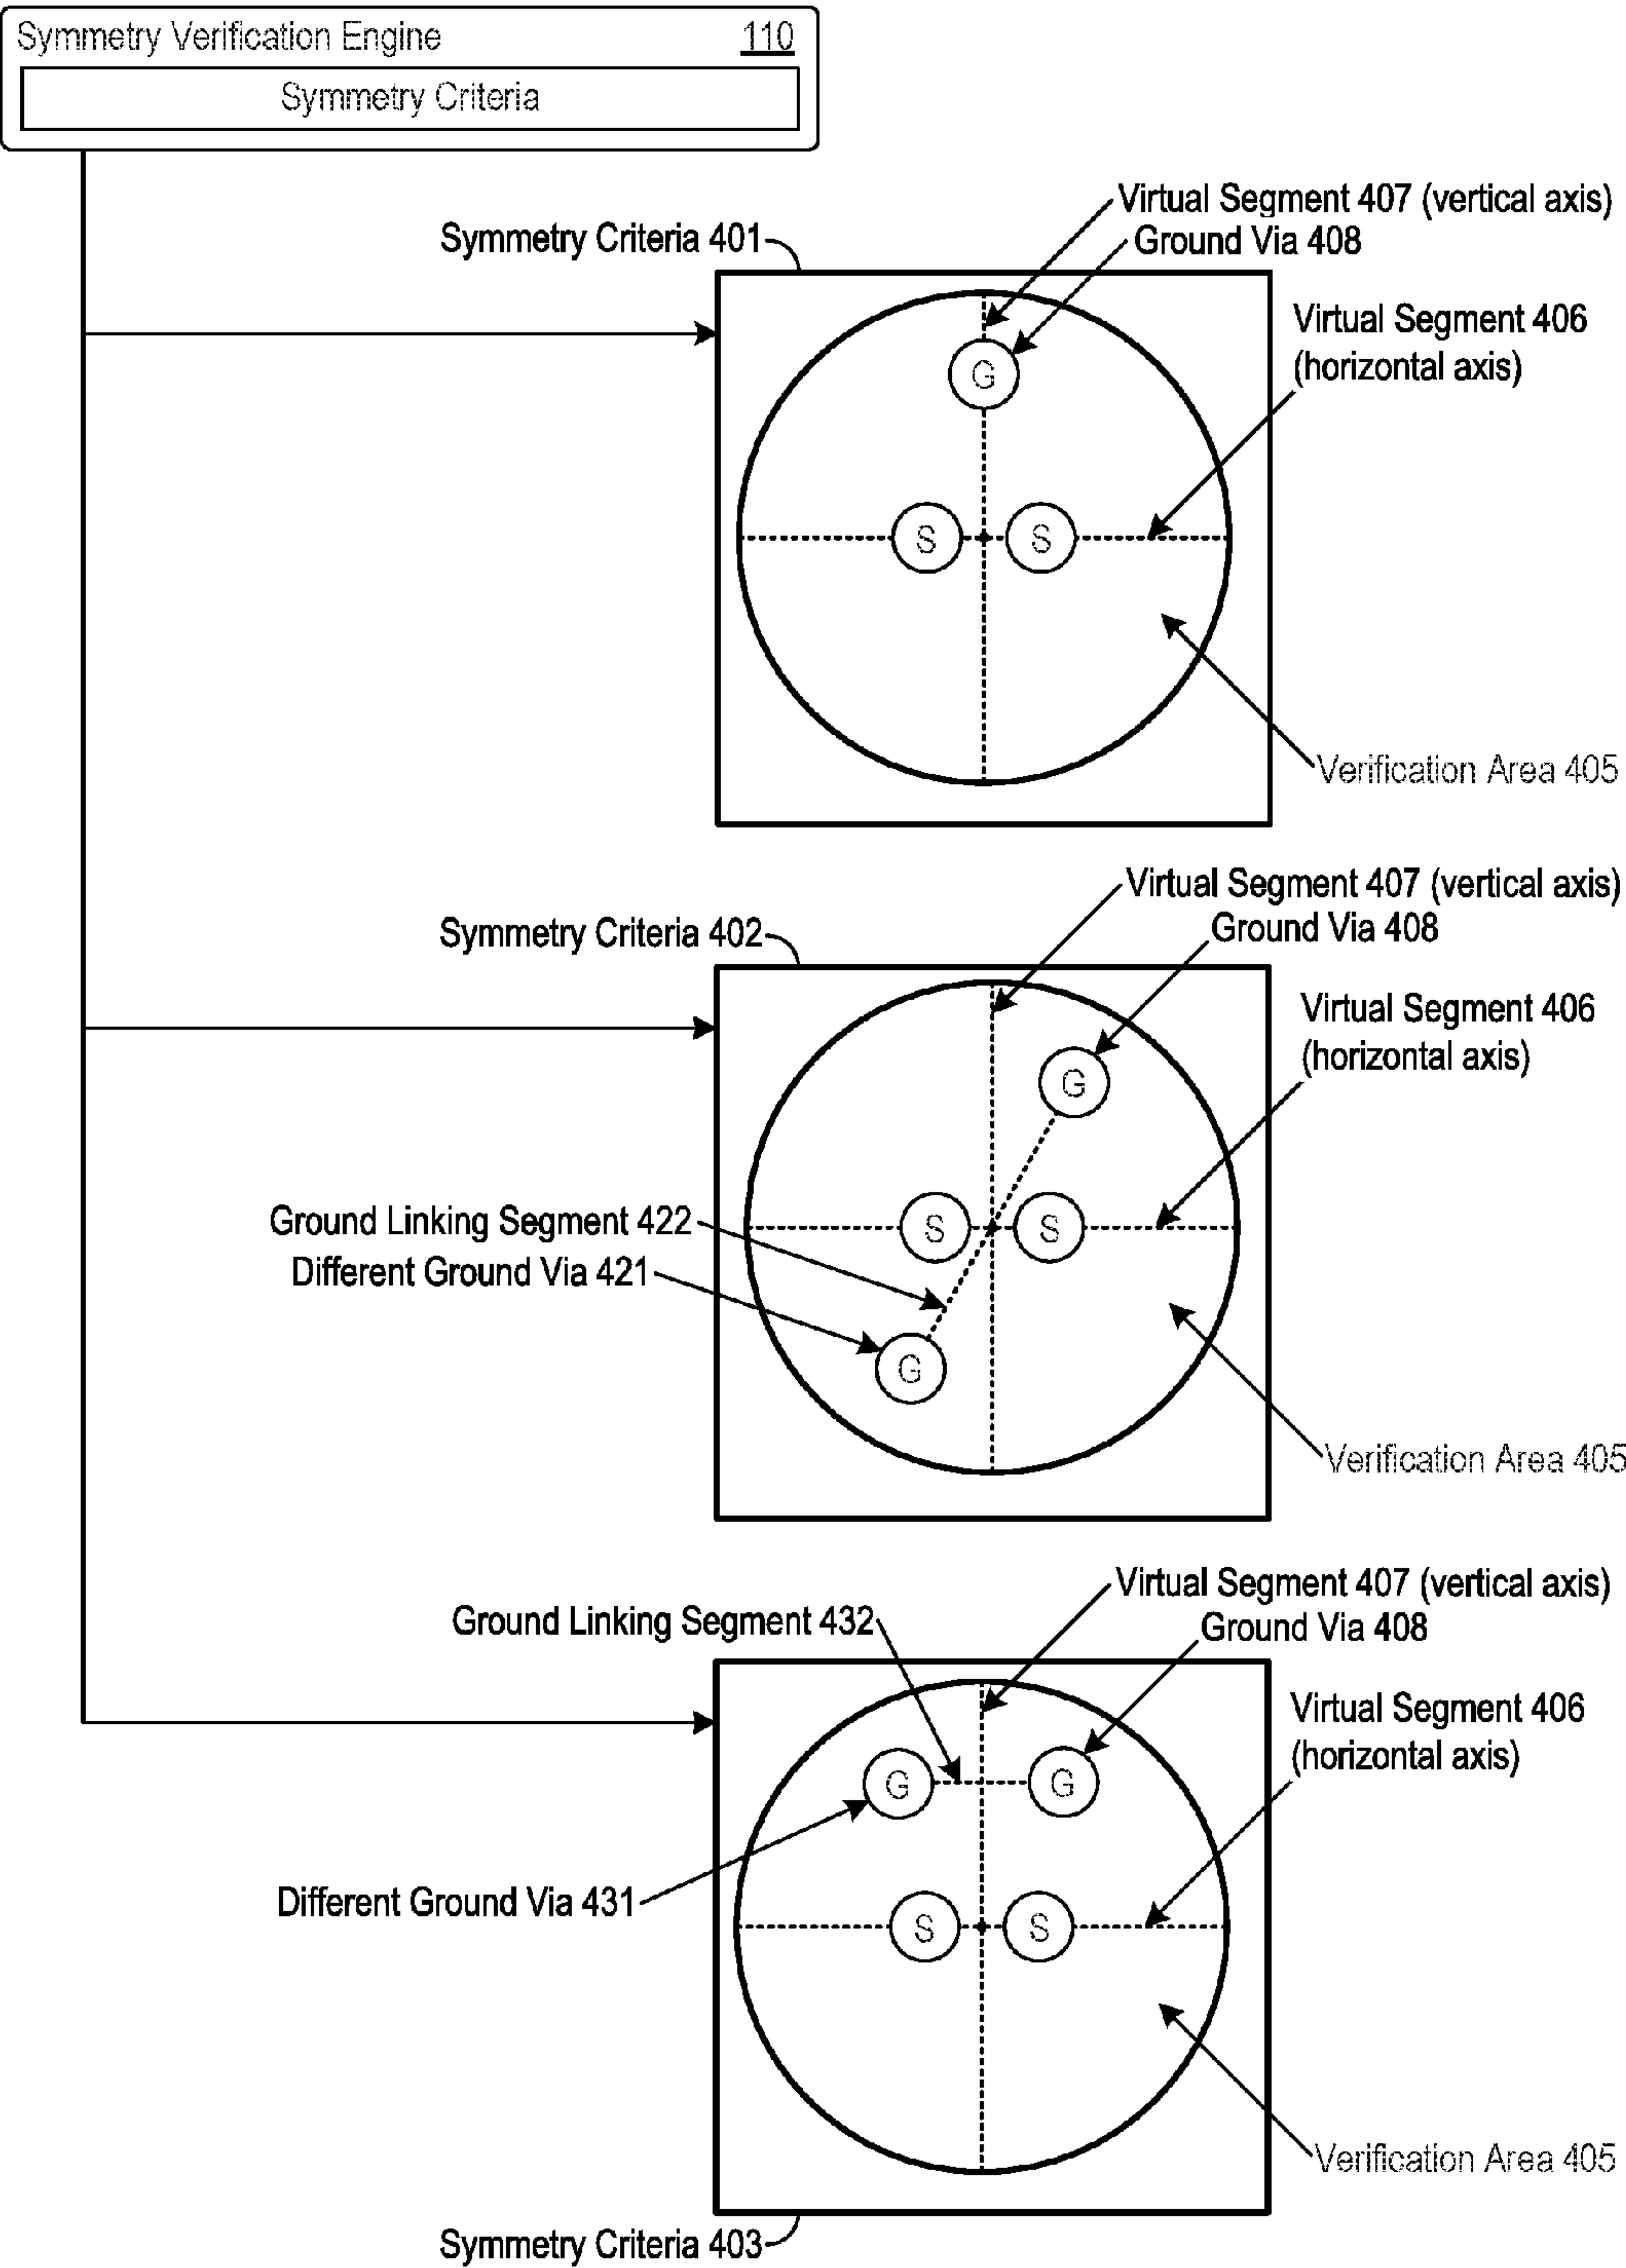 Symmetry Verification Engine 110
Symmetry Criteria
Virtual Segment 407 (vertical axis)
Symmetry Criteria 401
Ground Via 408
Virtual Segment 406
(horizontal axis)
G
S S
Verification Area 405
Virtual Segment 407 (vertical axis)
Symmetry Criteria 402
Ground Via 408
Virtual Segment 406
(horizontal axis)
G
Ground Linking Segment 422
S S
Different Ground Via 421
G
Verification Area 405
Virtual Segment 407 (vertical axis)
Ground Linking Segment 432
Ground Via 408
Virtual Segment 406
(horizontal axis)
G G
Different Ground Via 431
S S
Verification Area 405
Symmetry Criteria 403